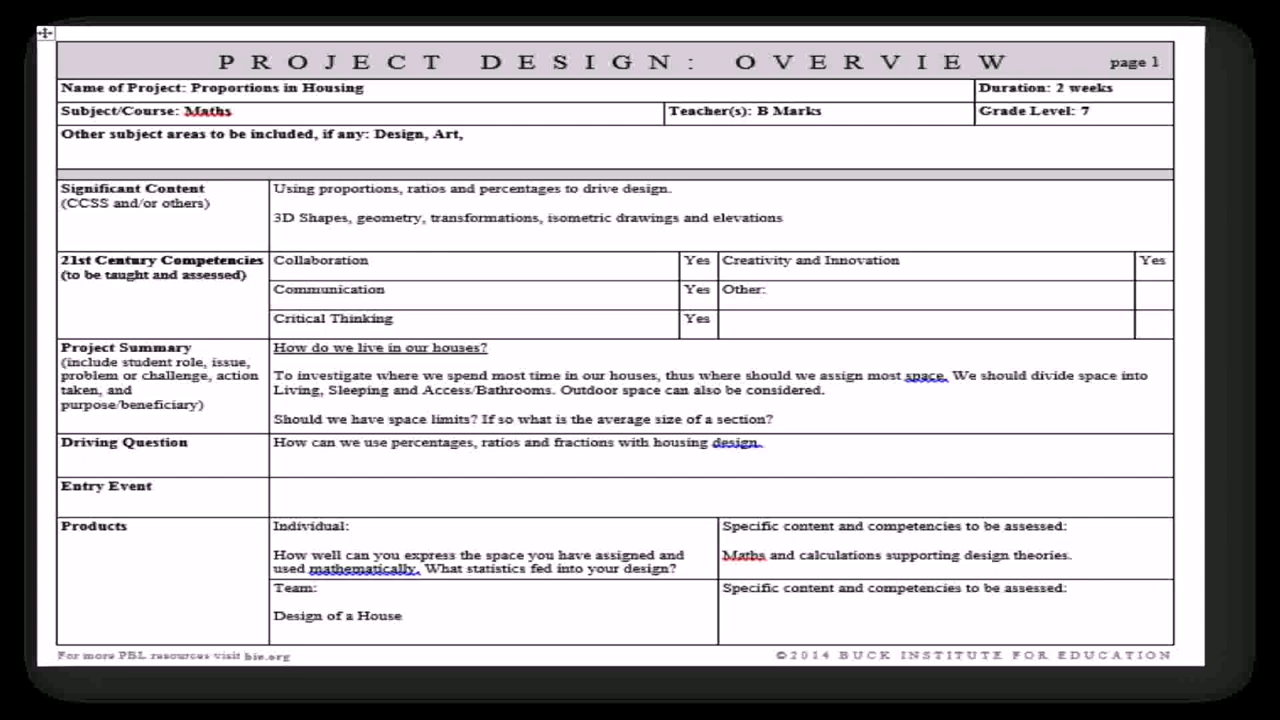 PROJECT DESIGN: OVERVIEW page 1
Name of Project: Proportions in Housing
Duration: 2 weeks
Subject/Course: Maths
Teacher(s): B Marks
Grade Level: 7
Other subject areas to be included, if any: Design, Art,
Significant Content
(CCSS and/or others)
Using proportions, ratios and percentages to drive design.
3D Shapes, geometry, transformations, isometric drawings and elevations
21st Century Competencies
(to be taught and assessed)
Collaboration
Yes
Creativity and Innovation
Yes
Communication
Yes
Other:
Critical Thinking
Yes
Project Summary
(include student role, issue,
problem or challenge, action
taken, and
purpose/beneficiary)
How do we live in our houses?
To investigate where we spend most time in our houses, thus where should we assign most space. We should divide space into
Living, Sleeping and Access/Bathrooms. Outdoor space can also be considered.
Should we have space limits? If so what is the average size of a section?
Driving Question
How can we use percentages, ratios and fractions with housing design.
Entry Event
Products
Individual:
How well can you express the space you have assigned and
used mathematically. What statistics fed into your design?
Specific content and competencies to be assessed:
Maths and calculations supporting design theories.
Team:
Design of a House
Specific content and competencies to be assessed:
For more PBL resources visit bie.org
©2014 BUCK INSTITUTE FOR EDUCATION